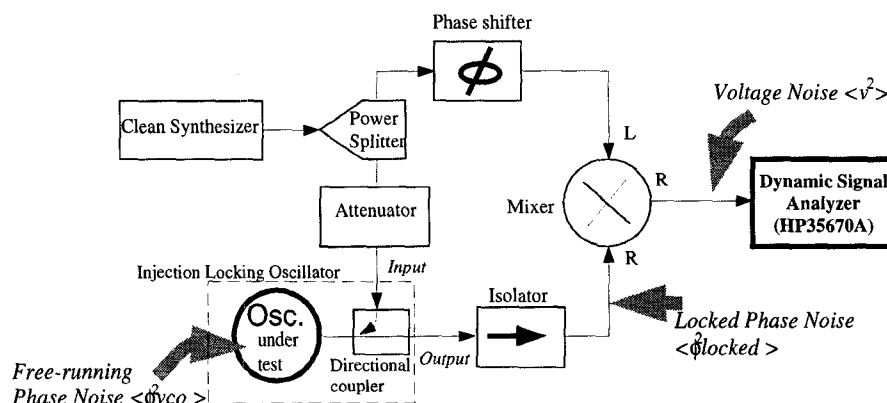 Phase shifter
ϕ
Clean Synthesizer
Power
Splitter
Voltage Noise <v²>
L
R
Mixer
Dynamic Signal
Analyzer
(HP35670A)
Attenuator
R
Injection Locking Oscillator
Input
Isolator
Osc.
under
test
Directional
coupler
Output
Locked Phase Noise
<ϕ²locked >
Free-running
Phase Noise <ϕ²vco >